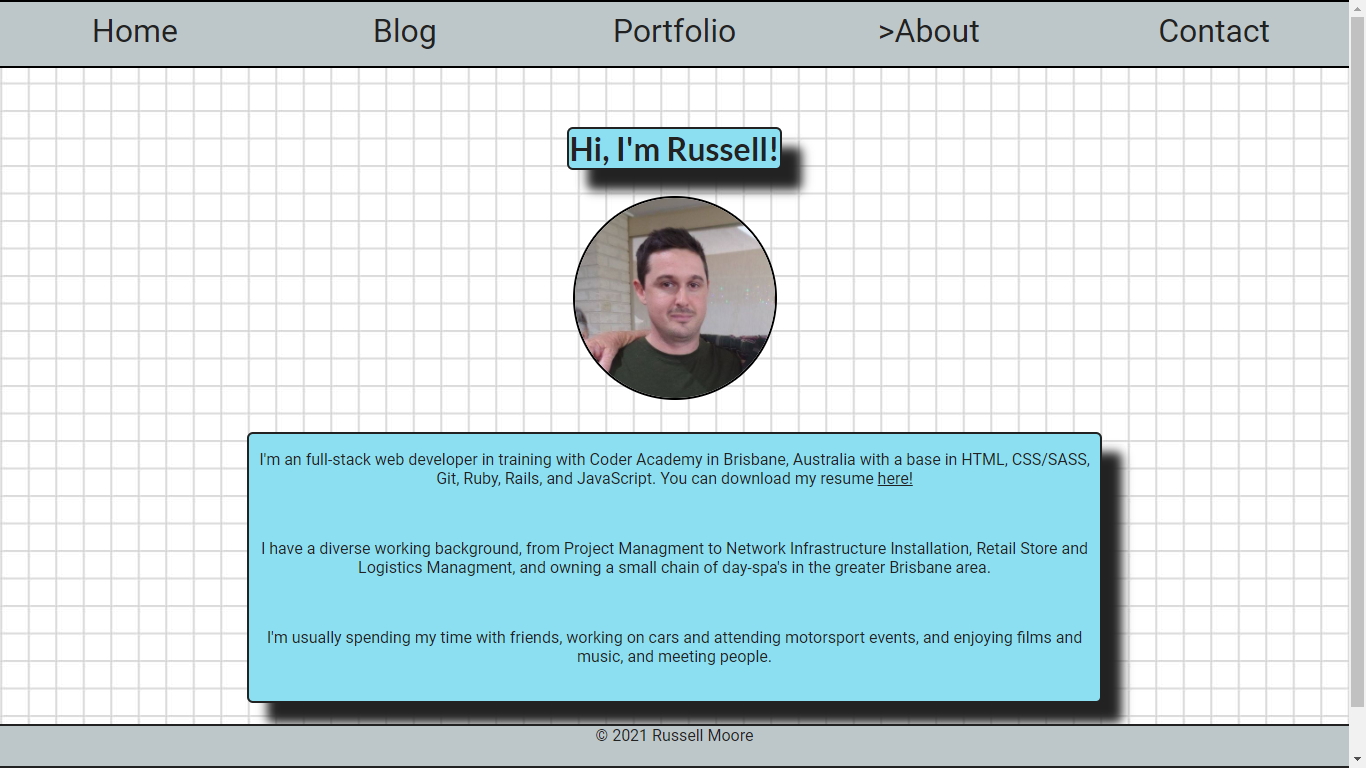 Home Blog Portfolio >About Contact
Hi, I'm Russell!
I'm an full-stack web developer in training with Coder Academy in Brisbane, Australia with a base in HTML, CSS/SASS,
Git, Ruby, Rails, and JavaScript. You can download my resume here!
I have a diverse working background, from Project Managment to Network Infrastructure Installation, Retail Store and
Logistics Managment, and owning a small chain of day-spa's in the greater Brisbane area.
I'm usually spending my time with friends, working on cars and attending motorsport events, and enjoying films and
music, and meeting people.
© 2021 Russell Moore